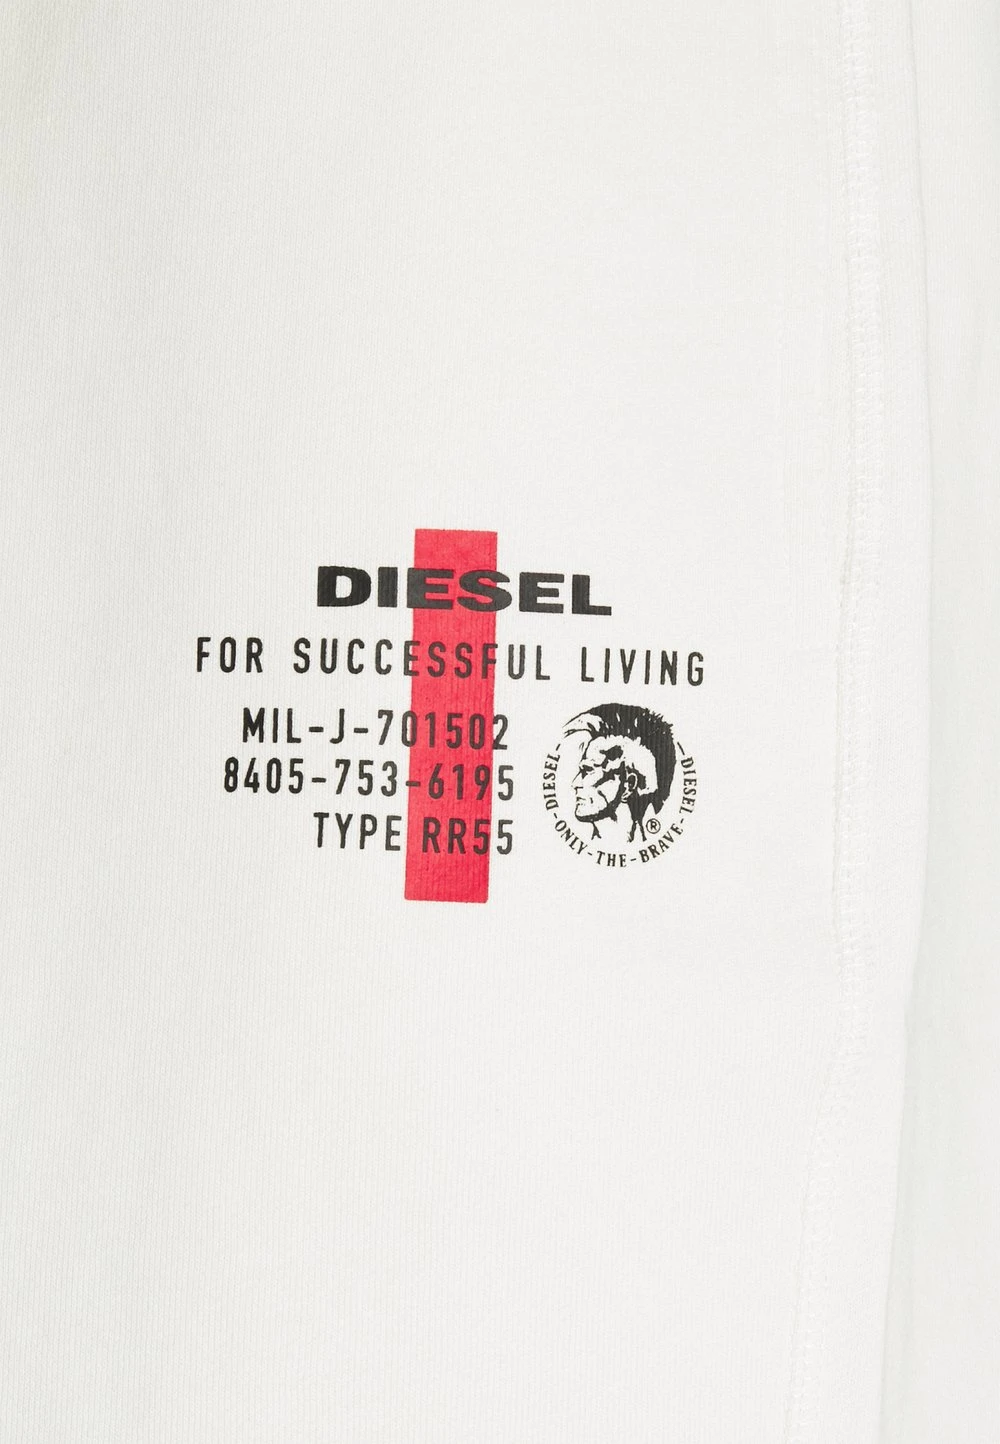 DIESEL
FOR SUCCESSFUL LIVING
MIL-J-701502
8405-753-6195
TYPE RR55
-DIESEL-ONLY-THE-BRAVE-DIESEL-
®